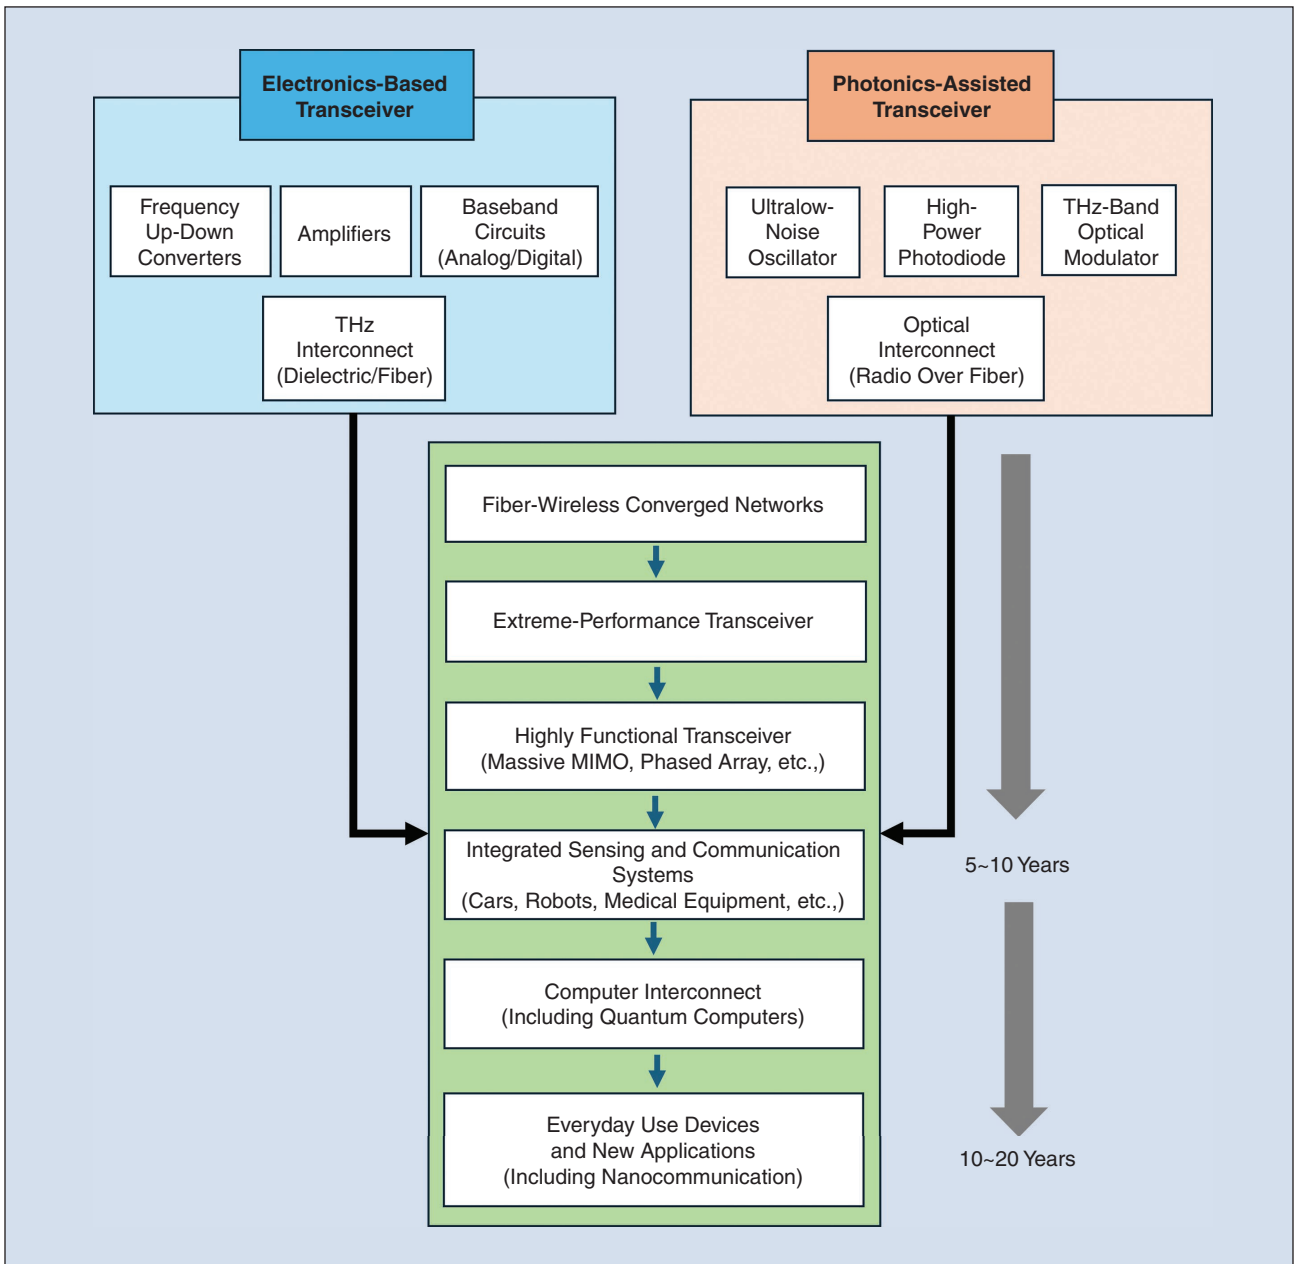 Electronics-Based
Transceiver
Photonics-Assisted
Transceiver
Frequency
Up-Down
Converters
Amplifiers
Baseband
Circuits
(Analog/Digital)
Ultralow-
Noise
Oscillator
High-
Power
Photodiode
THz-Band
Optical
Modulator
THz
Interconnect
(Dielectric/Fiber)
Optical
Interconnect
(Radio Over Fiber)
Fiber-Wireless Converged Networks
Extreme-Performance Transceiver
Highly Functional Transceiver
(Massive MIMO, Phased Array, etc.,)
Integrated Sensing and Communication
Systems
(Cars, Robots, Medical Equipment, etc.,)
5~10 Years
Computer Interconnect
(Including Quantum Computers)
Everyday Use Devices
and New Applications
(Including Nanocommunication)
10~20 Years